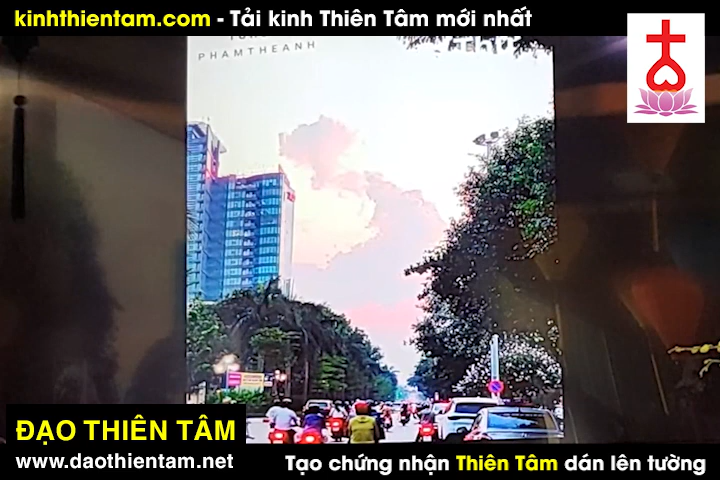 kinhthientam.com - Tải kinh Thiên Tâm mới nhất
PHAMTHEANH
ĐẠO THIÊN TÂM
www.daothientam.net
Tạo chứng nhận Thiên Tâm dán lên tường